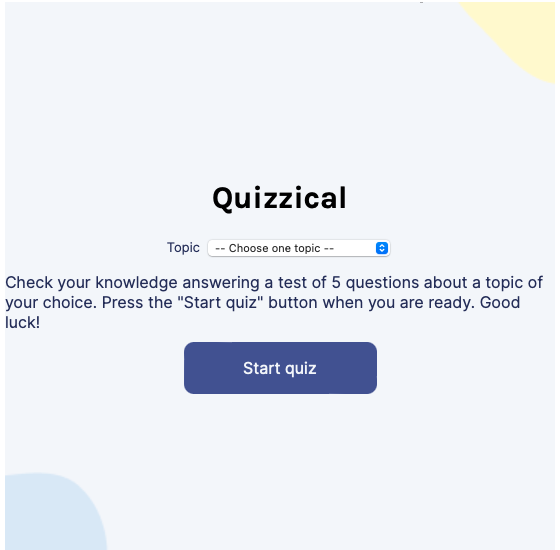 Quizzical
Topic -- Choose one topic --
Check your knowledge answering a test of 5 questions about a topic of
your choice. Press the "Start quiz" button when you are ready. Good
luck!
Start quiz